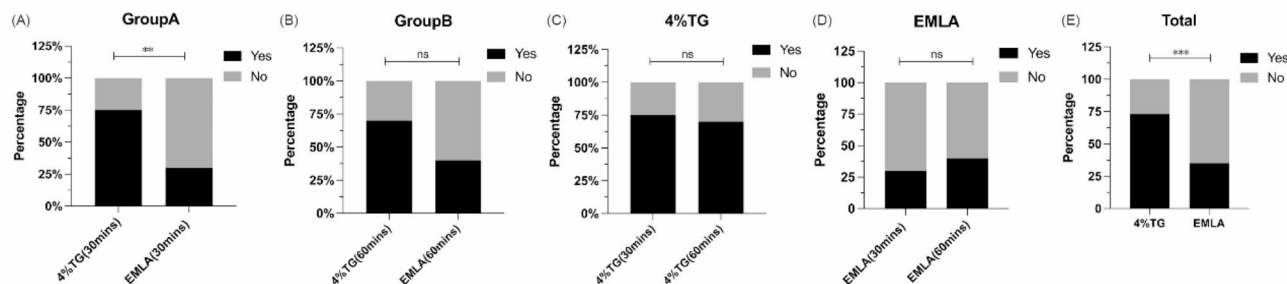 (A)
GroupA
Percentage
125%
100%
75%
50%
25%
0%
**
Yes
No
4%TG(30mins)
EMLA(30mins)
(B)
GroupB
Percentage
125%
100%
75%
50%
25%
0%
ns
Yes
No
4%TG(60mins)
EMLA(60mins)
(C)
4%TG
Percentage
125%
100%
75%
50%
25%
0%
ns
Yes
No
4%TG(30mins)
4%TG(60mins)
(D)
EMLA
Percentage
125
100
75
50
25
0
ns
Yes
No
EMLA(30mins)
EMLA(60mins)
(E)
Total
Percentage
125
100
75
50
25
0
***
Yes
No
4%TG
EMLA